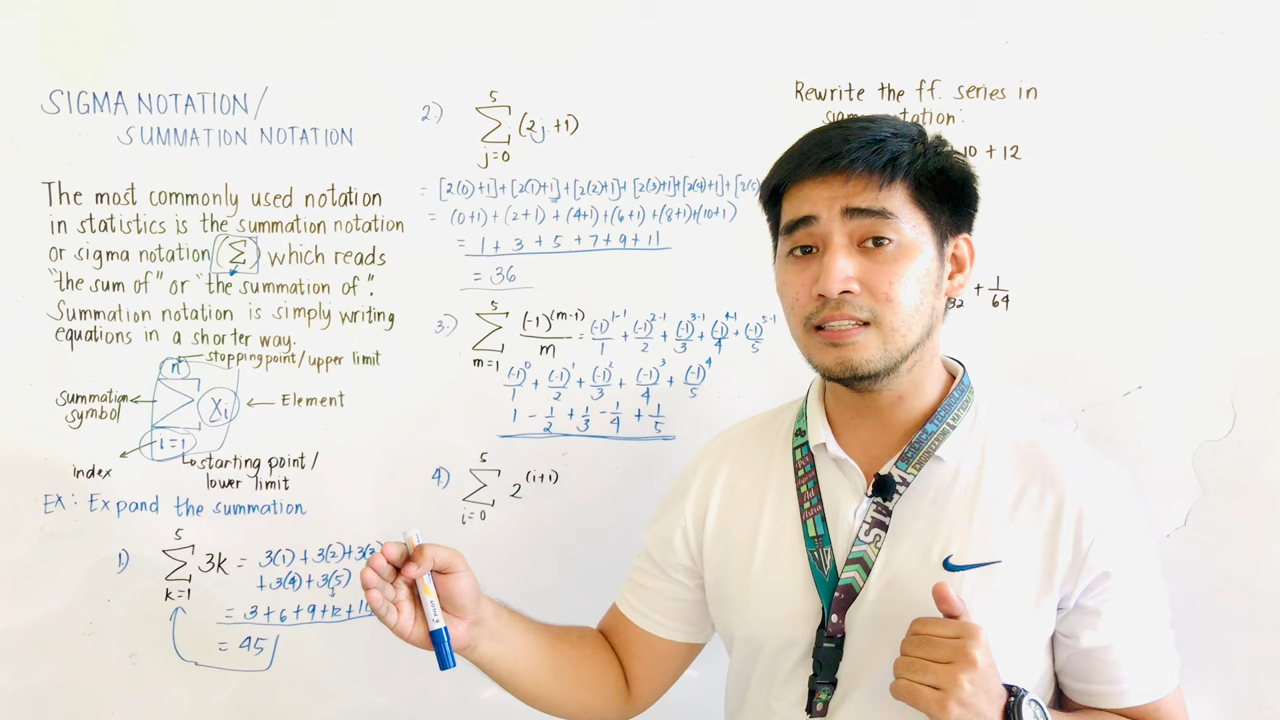 SIGMA NOTATION/
SUMMATION NOTATION
The most commonly used notation
in statistics is the summation notation
or sigma notation (Σ) which reads
"the sum of" or "the summation of".
Summation notation is simply writing
equations in a shorter way.
n → stopping point/upper limit
Summation symbol
Σ
Xi ← Element
i=1
index
starting point/
lower limit
EX: Expand the summation
1.) 5 Σ k=1 3k = 3(1) + 3(2) + 3(3)
+ 3(4) + 3(5)
= 3 + 6 + 9 + 12 +
= 45
2.) 5 Σ j=0 (2j + 1)
= [2(0)+1] + [2(1)+1] + [2(2)+1] + [2(3)+1] + [2(4)+1] + [2(5)
= (0+1) + (2+1) + (4+1) + (6+1) + (8+1) + (10+1)
= 1 + 3 + 5 + 7 + 9 + 11
= 36
3.) 5 Σ m=1 (-1)^(m-1)/m = (-1)^1-1/1 + (-1)^2-1/2 + (-1)^3-1/3 + (-1)^4-1/4 + (-1)^5-1/5
(-1)^0/1 + (-1)^1/2 + (-1)^2/3 + (-1)^3/4 + (-1)^4/5
1 - 1/2 + 1/3 - 1/4 + 1/5
4.) 5 Σ i=0 2^(i+1)
Rewrite the ff. series in
10 + 12
32 + 1/64
SCIENCE, TECHNOLOGY
ENGINEERING & MATHEMA
STEM
PILOT